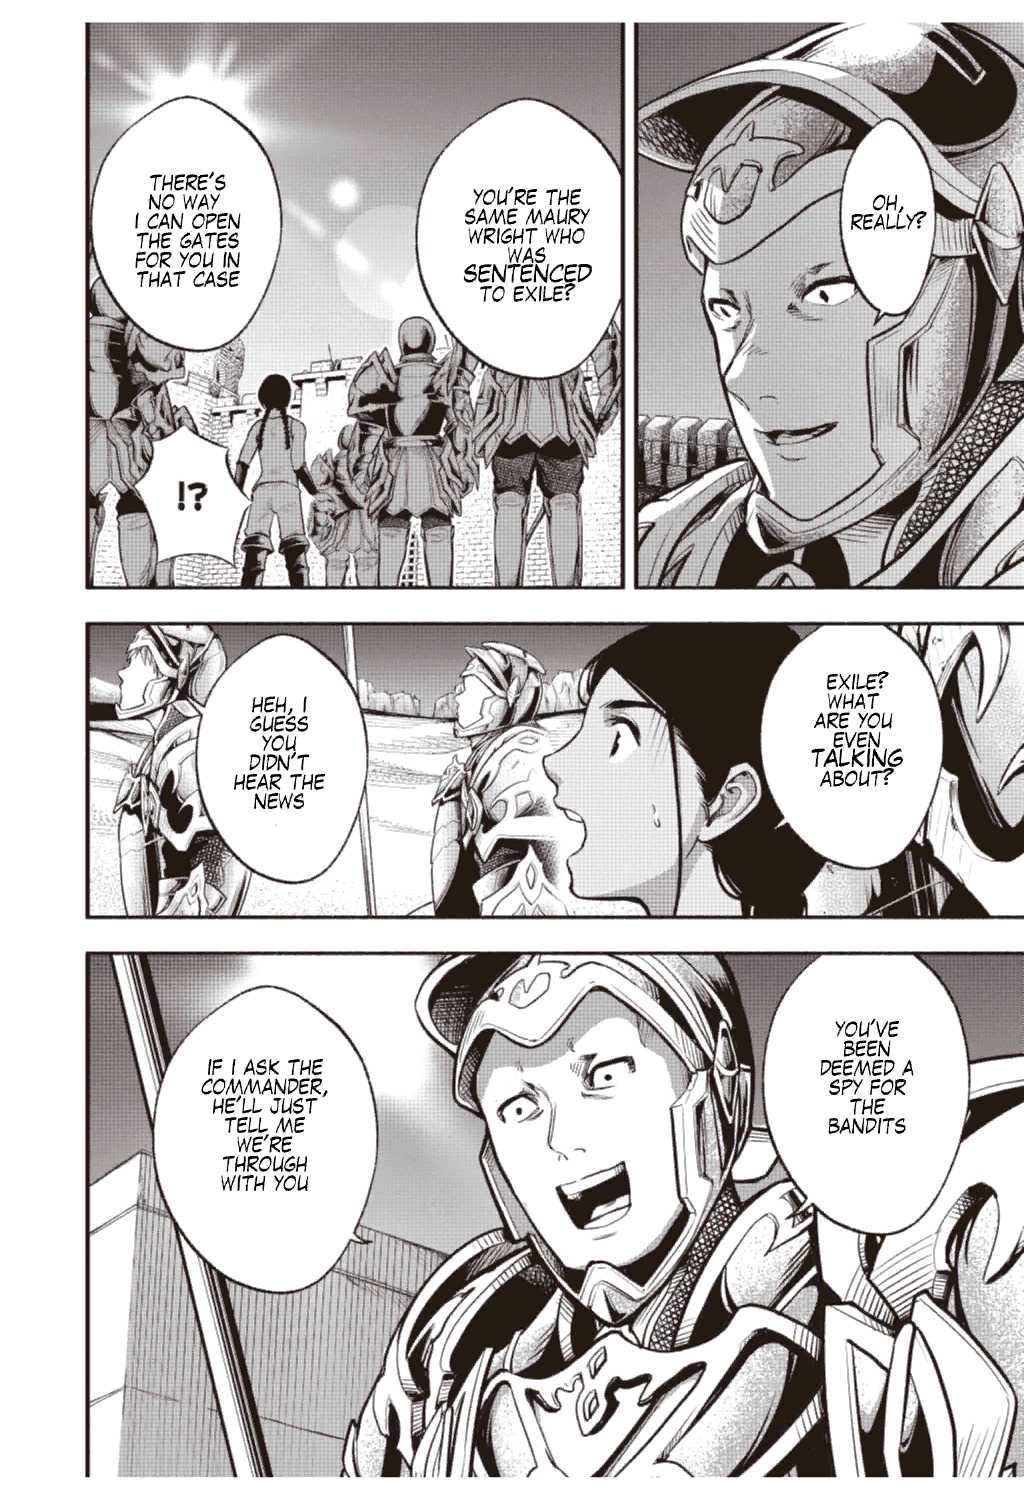 OH,
REALLY?
YOU'RE THE
SAME MAURY
WRIGHT WHO
WAS
SENTENCED
TO EXILE?
THERE'S
NO WAY
I CAN OPEN
THE GATES
FOR YOU IN
THAT CASE
!?
EXILE?
WHAT
ARE YOU
EVEN
TALKING
ABOUT?
HEH, I
GUESS
YOU
DIDN'T
HEAR THE
NEWS
YOU'VE
BEEN
DEEMED A
SPY FOR
THE
BANDITS
IF I ASK THE
COMMANDER,
HE'LL JUST
TELL ME
WE'RE
THROUGH
WITH YOU